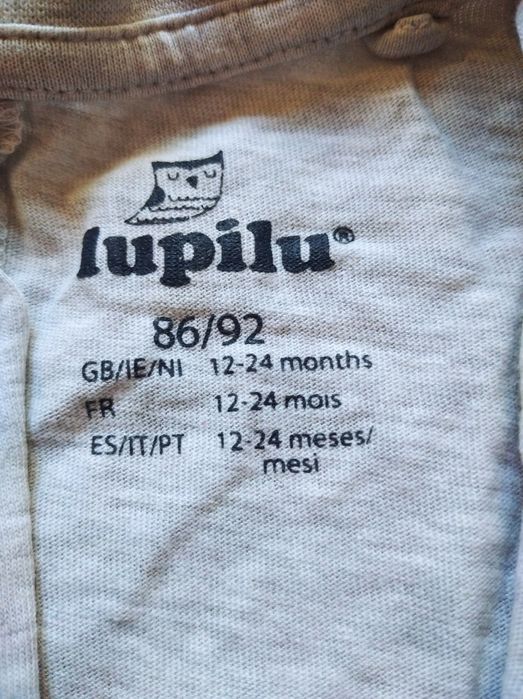 lupilu®
86/92
GB/IE/NI 12-24 months
FR 12-24 mois
ES/IT/PT 12-24 meses/
mesi